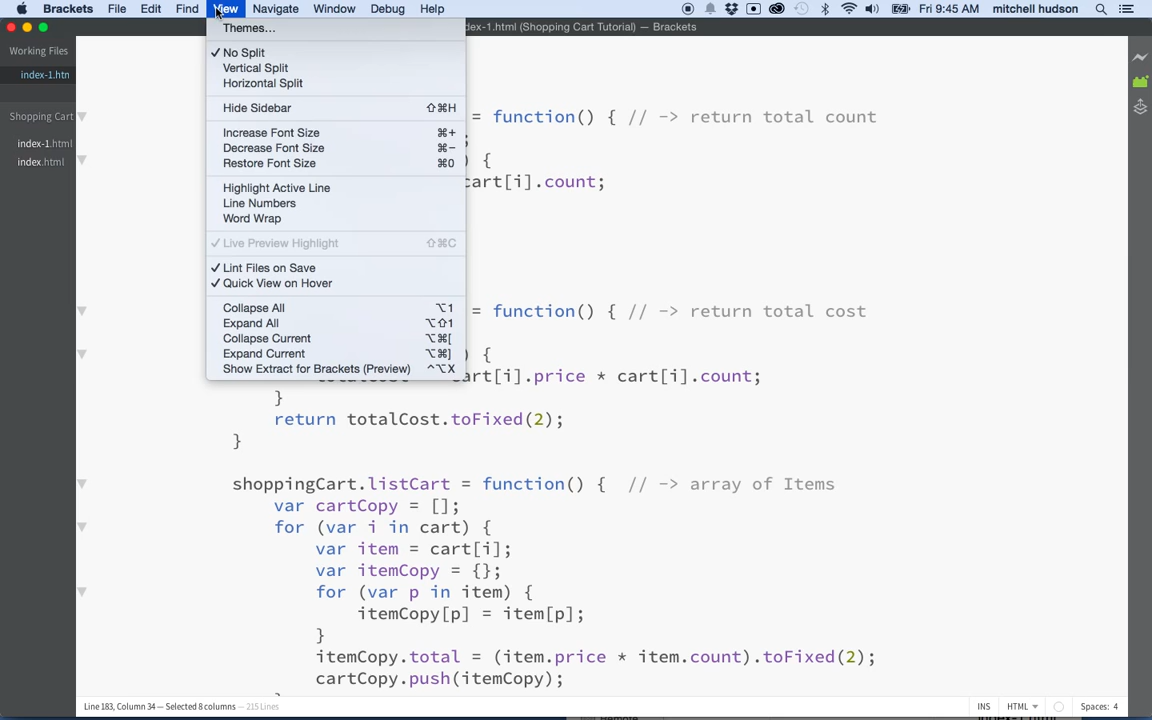 Brackets File Edit Find View Navigate Window Debug Help Fri 9:45 AM mitchell hudson
dex-1.html (Shopping Cart Tutorial) — Brackets
Working Files
index-1.htn
Shopping Cart
index-1.html
index.html
Themes…
✓ No Split
Vertical Split
Horizontal Split
Hide Sidebar ⇧⌘H
Increase Font Size ⌘+
Decrease Font Size ⌘−
Restore Font Size ⌘0
Highlight Active Line
Line Numbers
Word Wrap
✓ Live Preview Highlight ⇧⌘C
✓ Lint Files on Save
✓ Quick View on Hover
Collapse All ⌥1
Expand All ⌥⇧1
Collapse Current ⌥⌘[
Expand Current ⌥⌘]
Show Extract for Brackets (Preview) ^⌥X
= function() { // -> return total count
;
) {
cart[i].count;
= function() { // -> return total cost
) {
cart[i].price * cart[i].count;
}
return totalCost.toFixed(2);
}
shoppingCart.listCart = function() { // -> array of Items
var cartCopy = [];
for (var i in cart) {
var item = cart[i];
var itemCopy = {};
for (var p in item) {
itemCopy[p] = item[p];
}
itemCopy.total = (item.price * item.count).toFixed(2);
cartCopy.push(itemCopy);
Line 183, Column 34 — Selected 8 columns — 215 Lines
INS HTML Spaces: 4